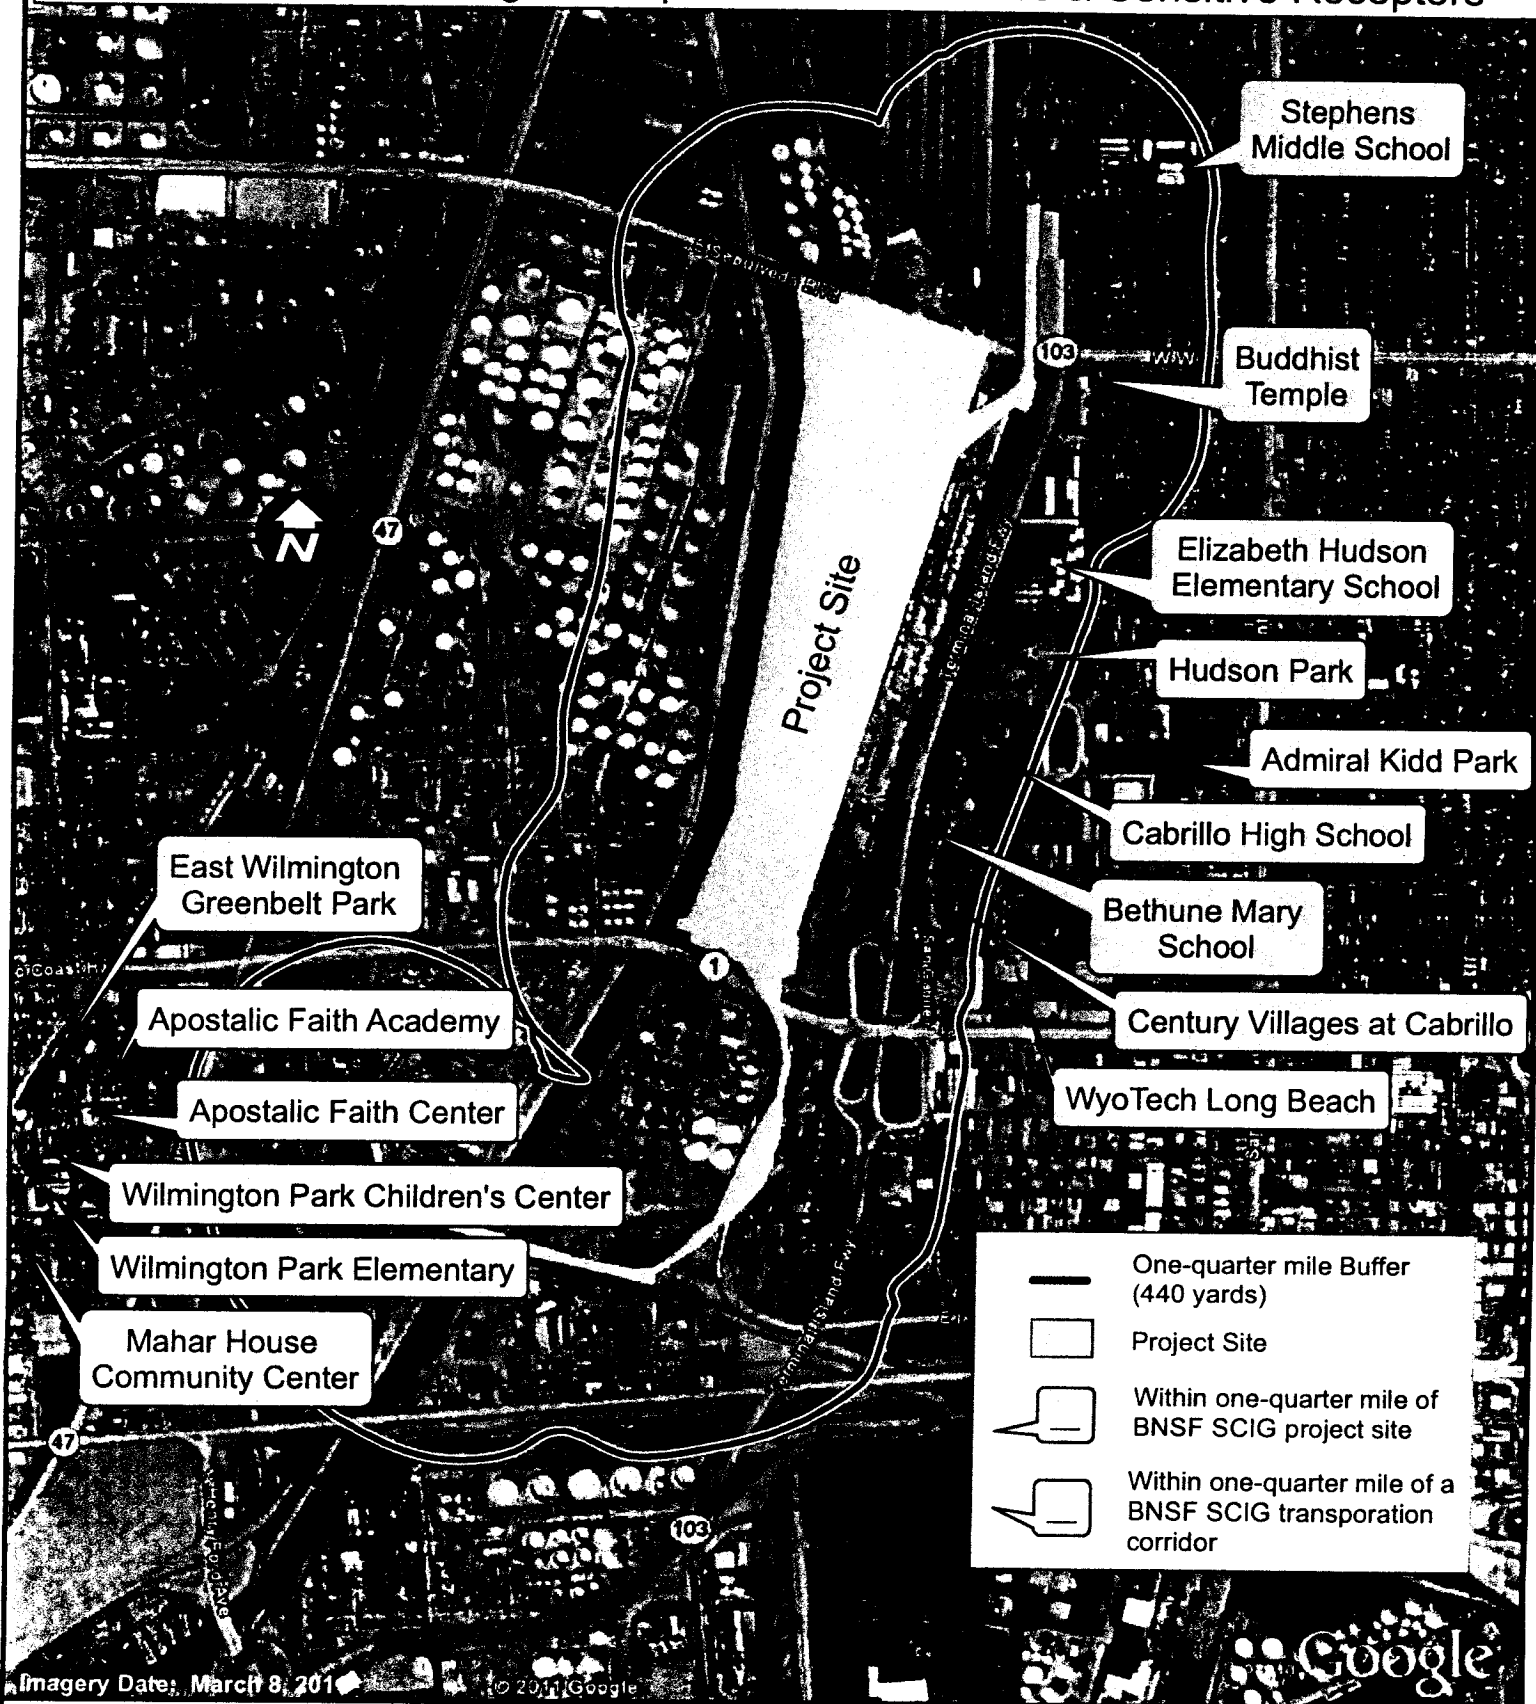 Sensitive Receptors
Stephens
Middle School
103
Buddhist
Temple
47
N
Project Site
Elizabeth Hudson
Elementary School
Hudson Park
Admiral Kidd Park
Cabrillo High School
East Wilmington
Greenbelt Park
Bethune Mary
School
1
Apostalic Faith Academy
Century Villages at Cabrillo
Apostalic Faith Center
WyoTech Long Beach
Wilmington Park Children's Center
Wilmington Park Elementary
Mahar House
Community Center
One-quarter mile Buffer
(440 yards)
Project Site
Within one-quarter mile of
BNSF SCIG project site
Within one-quarter mile of a
BNSF SCIG transporation
corridor
47
103
Google
Imagery Date: March 8,
© 2011 Google